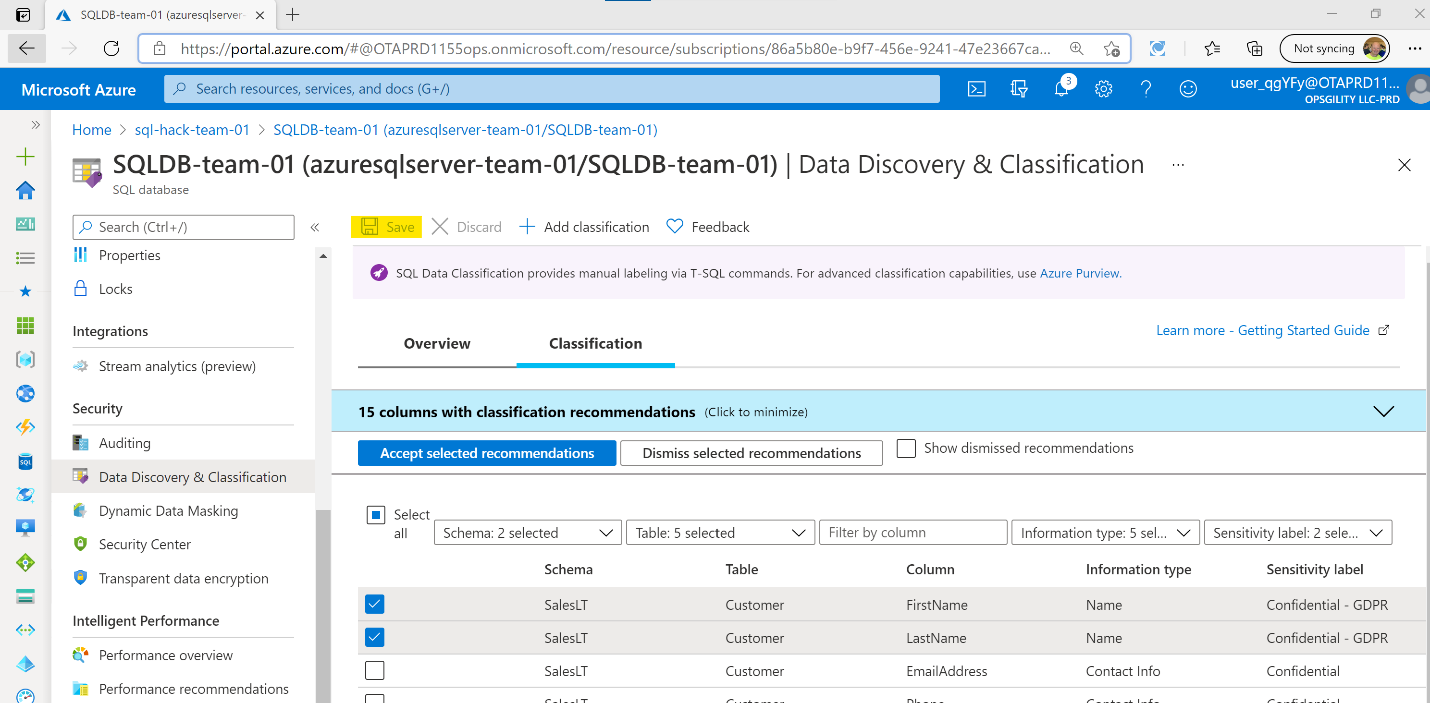 SQLDB-team-01 (azuresqlserver-
https://portal.azure.com/#@OTAPRD1155ops.onmicrosoft.com/resource/subscriptions/86a5b80e-b9f7-456e-9241-47e23667ca...
Not syncing
Microsoft Azure
Search resources, services, and docs (G+/)
3
user_qgYFy@OTAPRD11...
OPSGILITY LLC-PRD
Home > sql-hack-team-01 > SQLDB-team-01 (azuresqlserver-team-01/SQLDB-team-01)
SQLDB-team-01 (azuresqlserver-team-01/SQLDB-team-01) | Data Discovery & Classification ...
SQL database
Search (Ctrl+/)
Properties
Locks
Integrations
Stream analytics (preview)
Security
Auditing
Data Discovery & Classification
Dynamic Data Masking
Security Center
Transparent data encryption
Intelligent Performance
Performance overview
Performance recommendations
SQL
Save Discard Add classification Feedback
SQL Data Classification provides manual labeling via T-SQL commands. For advanced classification capabilities, use Azure Purview.
Learn more - Getting Started Guide
Overview Classification
15 columns with classification recommendations (Click to minimize)
Accept selected recommendations Dismiss selected recommendations Show dismissed recommendations
Select all
Schema: 2 selected Table: 5 selected Filter by column Information type: 5 sel... Sensitivity label: 2 sele...
Schema Table Column Information type Sensitivity label
SalesLT Customer FirstName Name Confidential - GDPR
SalesLT Customer LastName Name Confidential - GDPR
SalesLT Customer EmailAddress Contact Info Confidential
SalesLT Customer Phone Contact Info Confidential